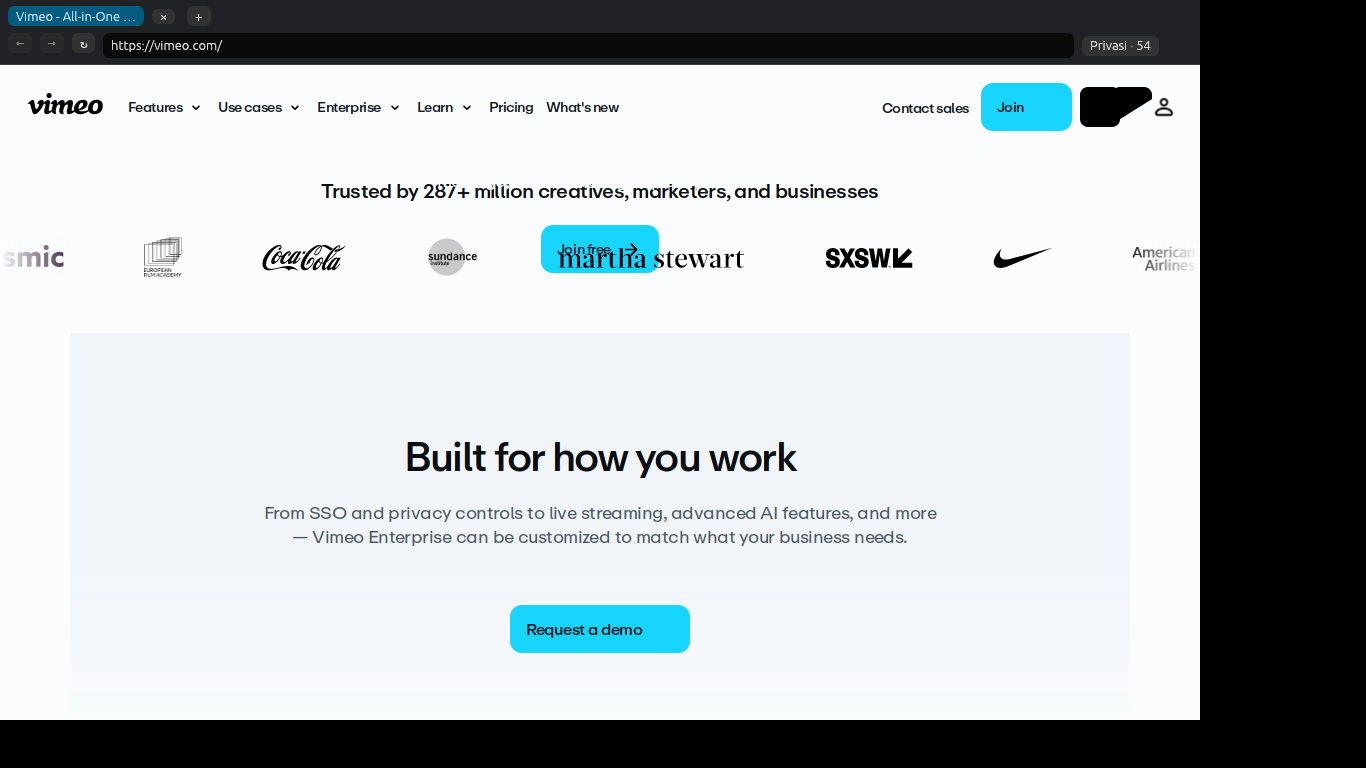 Vimeo - All-in-One ...
Privasi · 54
https://vimeo.com/
vimeo
Features
Use cases
Enterprise
Learn
Pricing
What's new
Contact sales
Join
Trusted by 287+ million creatives, marketers, and businesses
smic
EUROPEAN
FILM ACADEMY
Coca-Cola
sundance
institute
Join free
martha stewart
SXSW
American
Airlines
Built for how you work
From SSO and privacy controls to live streaming, advanced AI features, and more
— Vimeo Enterprise can be customized to match what your business needs.
Request a demo